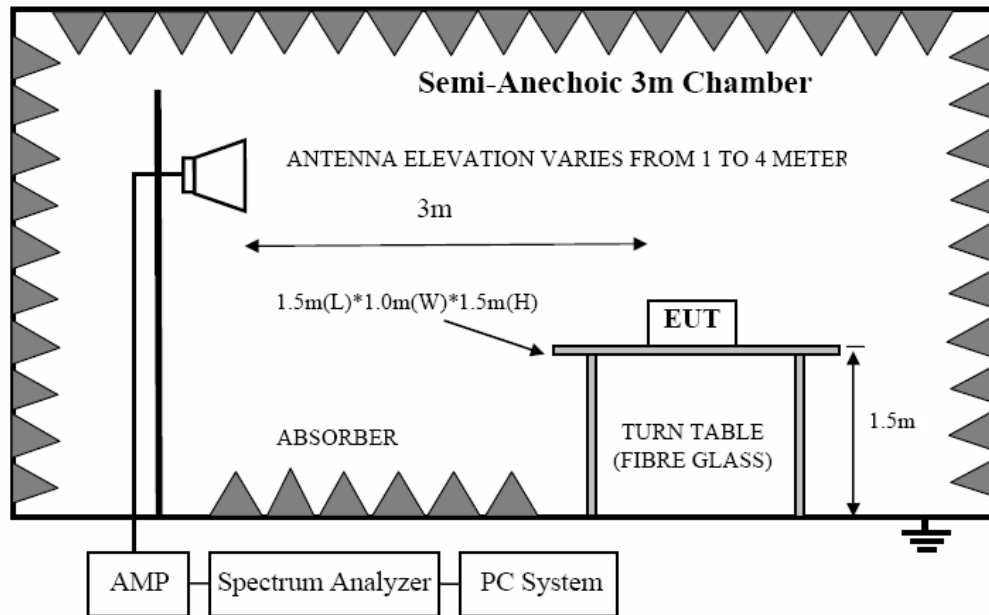 Semi-Anechoic 3m Chamber
ANTENNA ELEVATION VARIES FROM 1 TO 4 METER
3m
1.5m(L)*1.0m(W)*1.5m(H)
EUT
1.5m
ABSORBER
TURN TABLE
(FIBRE GLASS)
AMP
Spectrum Analyzer
PC System